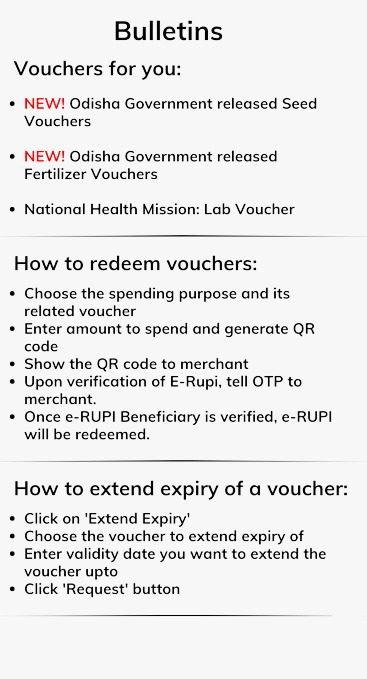 Bulletins
Vouchers for you:
• NEW! Odisha Government released Seed
Vouchers
• NEW! Odisha Government released
Fertilizer Vouchers
• National Health Mission: Lab Voucher
How to redeem vouchers:
• Choose the spending purpose and its
related voucher
• Enter amount to spend and generate QR
code
• Show the QR code to merchant
• Upon verification of E-Rupi, tell OTP to
merchant.
• Once e-RUPI Beneficiary is verified, e-RUPI
will be redeemed.
How to extend expiry of a voucher:
• Click on 'Extend Expiry'
• Choose the voucher to extend expiry of
• Enter validity date you want to extend the
voucher upto
• Click 'Request' button